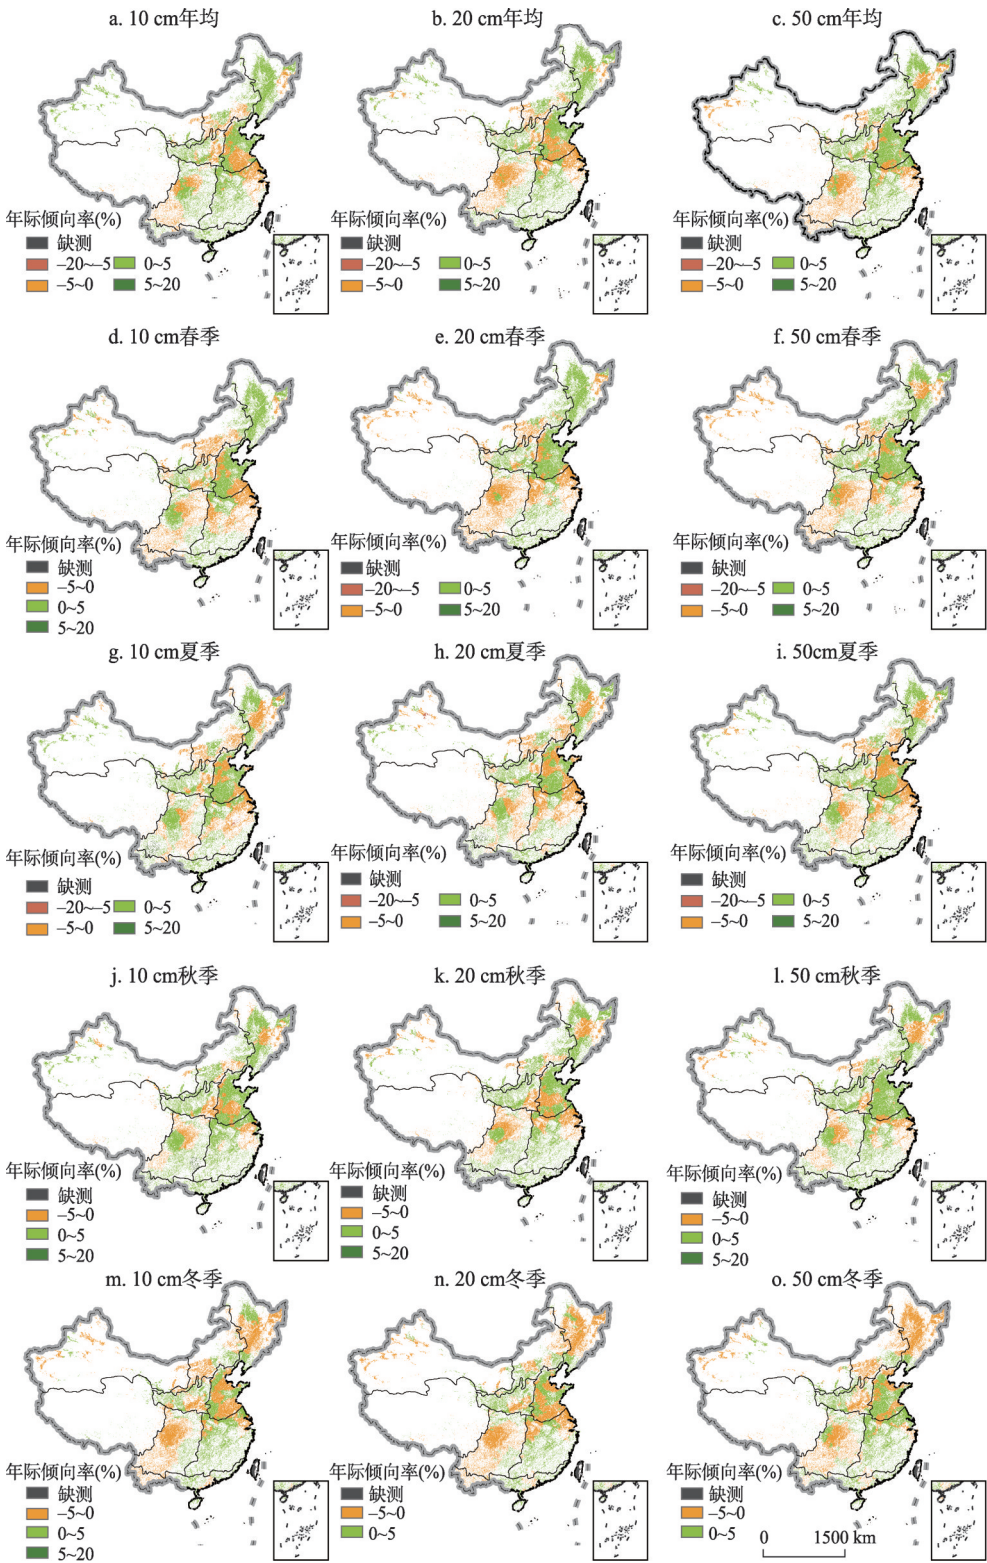 a. 10 cm年均
b. 20 cm年均
c. 50 cm年均
年际倾向率(%)
缺测
–20~–5
0~5
–5~0
5~20
年际倾向率(%)
缺测
–20~–5
0~5
–5~0
5~20
年际倾向率(%)
缺测
–20~–5
0~5
–5~0
5~20
d. 10 cm春季
e. 20 cm春季
f. 50 cm春季
年际倾向率(%)
缺测
–5~0
0~5
5~20
年际倾向率(%)
缺测
–20~–5
0~5
–5~0
5~20
年际倾向率(%)
缺测
–20~–5
0~5
–5~0
5~20
g. 10 cm夏季
h. 20 cm夏季
i. 50cm夏季
年际倾向率(%)
缺测
–20~–5
0~5
–5~0
5~20
年际倾向率(%)
缺测
–20~–5
0~5
–5~0
5~20
年际倾向率(%)
缺测
–20~–5
0~5
–5~0
5~20
j. 10 cm秋季
k. 20 cm秋季
l. 50 cm秋季
年际倾向率(%)
缺测
–5~0
0~5
5~20
年际倾向率(%)
缺测
–5~0
0~5
5~20
年际倾向率(%)
缺测
–5~0
0~5
5~20
m. 10 cm冬季
n. 20 cm冬季
o. 50 cm冬季
年际倾向率(%)
缺测
–5~0
0~5
5~20
年际倾向率(%)
缺测
–5~0
0~5
年际倾向率(%)
缺测
–5~0
0~5
0 1500 km